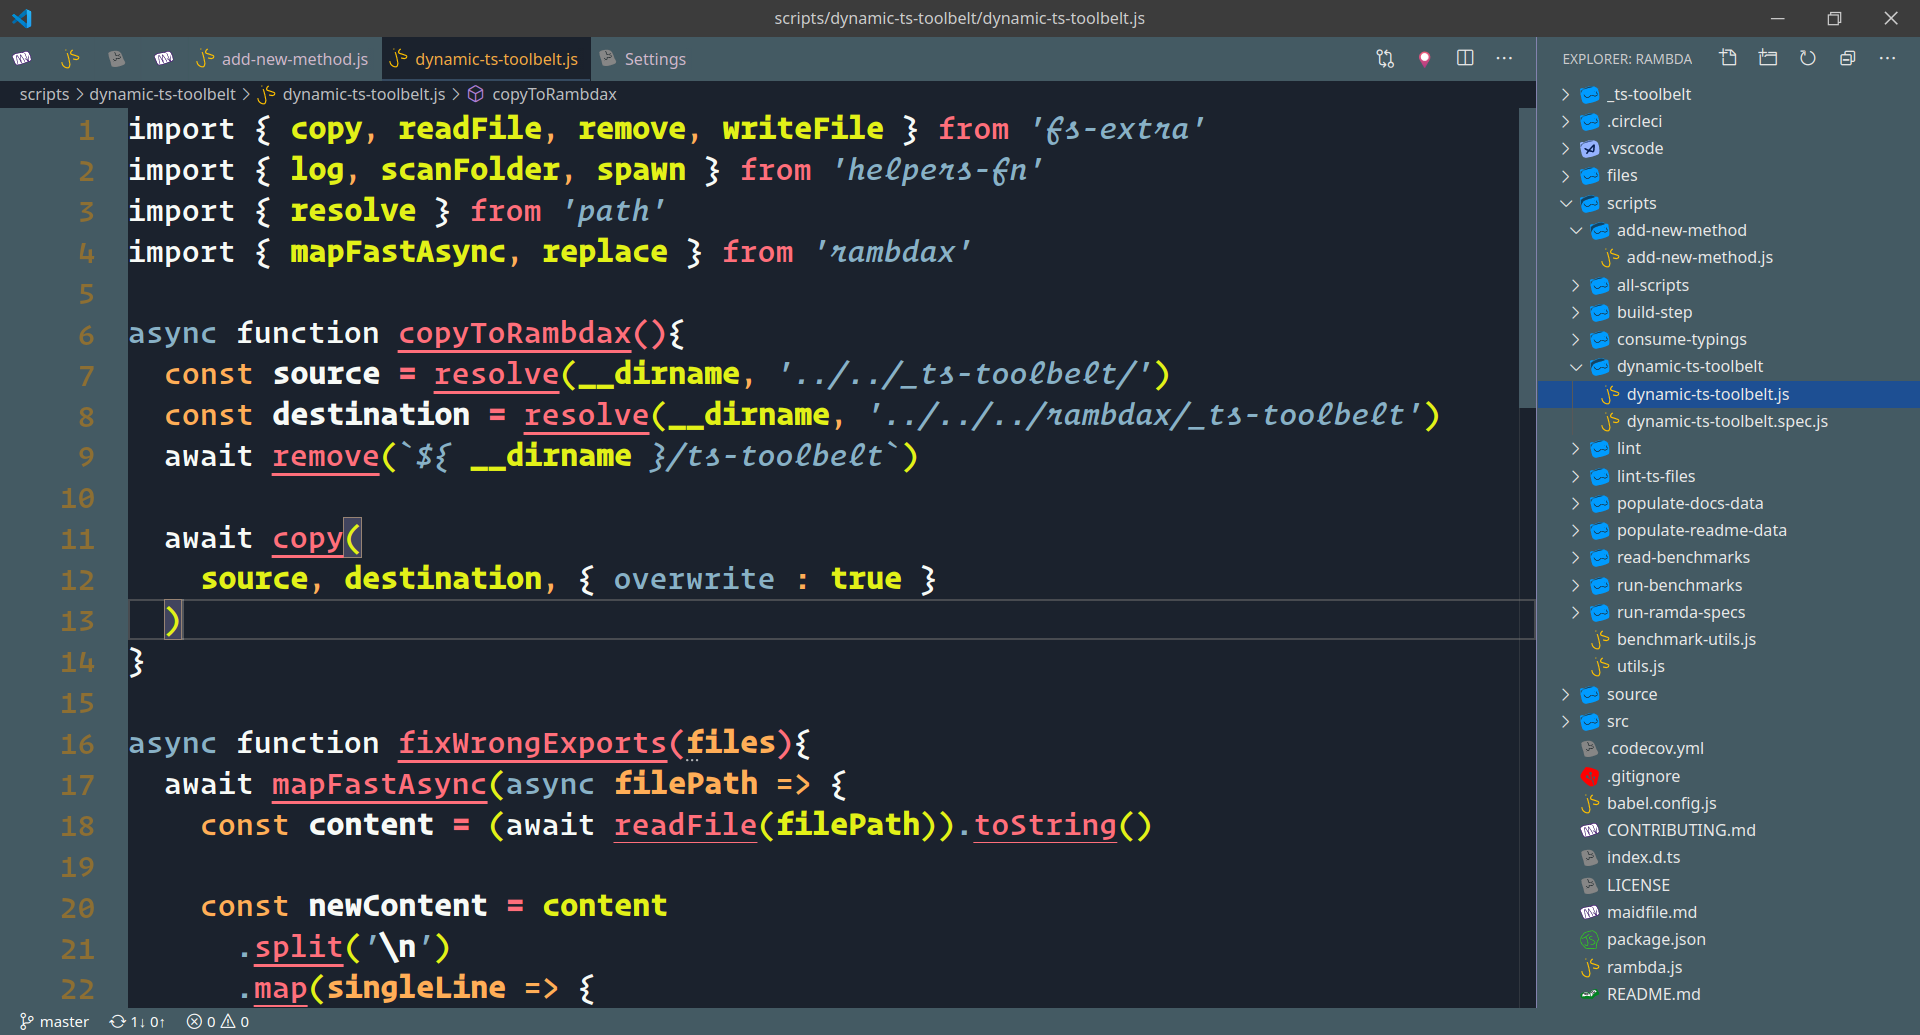 scripts/dynamic-ts-toolbelt/dynamic-ts-toolbelt.js
add-new-method.js
dynamic-ts-toolbelt.js
Settings
scripts > dynamic-ts-toolbelt > dynamic-ts-toolbelt.js > copyToRambdax
1 import { copy, readFile, remove, writeFile } from 'fs-extra'
2 import { log, scanFolder, spawn } from 'helpers-fn'
3 import { resolve } from 'path'
4 import { mapFastAsync, replace } from 'rambdax'
5
6 async function copyToRambdax(){
7   const source = resolve(__dirname, '../../_ts-toolbelt/')
8   const destination = resolve(__dirname, '../../../rambdax/_ts-toolbelt')
9   await remove(`${ __dirname }/ts-toolbelt`)
10
11   await copy(
12     source, destination, { overwrite : true }
13   )
14 }
15
16 async function fixWrongExports(files){
17   await mapFastAsync(async filePath => {
18     const content = (await readFile(filePath)).toString()
19
20     const newContent = content
21       .split('\n')
22       .map(singleLine => {
EXPLORER: RAMBDA
_ts-toolbelt
.circleci
.vscode
files
scripts
add-new-method
add-new-method.js
all-scripts
build-step
consume-typings
dynamic-ts-toolbelt
dynamic-ts-toolbelt.js
dynamic-ts-toolbelt.spec.js
lint
lint-ts-files
populate-docs-data
populate-readme-data
read-benchmarks
run-benchmarks
run-ramda-specs
benchmark-utils.js
utils.js
source
src
.codecov.yml
.gitignore
babel.config.js
CONTRIBUTING.md
index.d.ts
LICENSE
maidfile.md
package.json
rambda.js
README.md
master 1↓ 0↑ 0 0